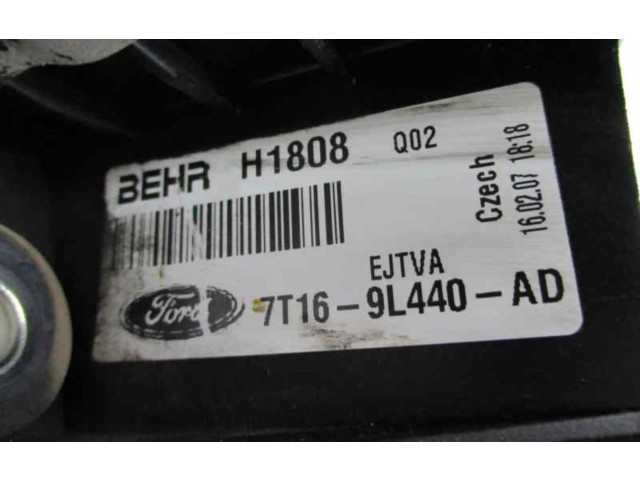 BEHR H1808 Q02
EJTVA
Ford 7T16-9L440-AD
Czech
16.02.07 18:18